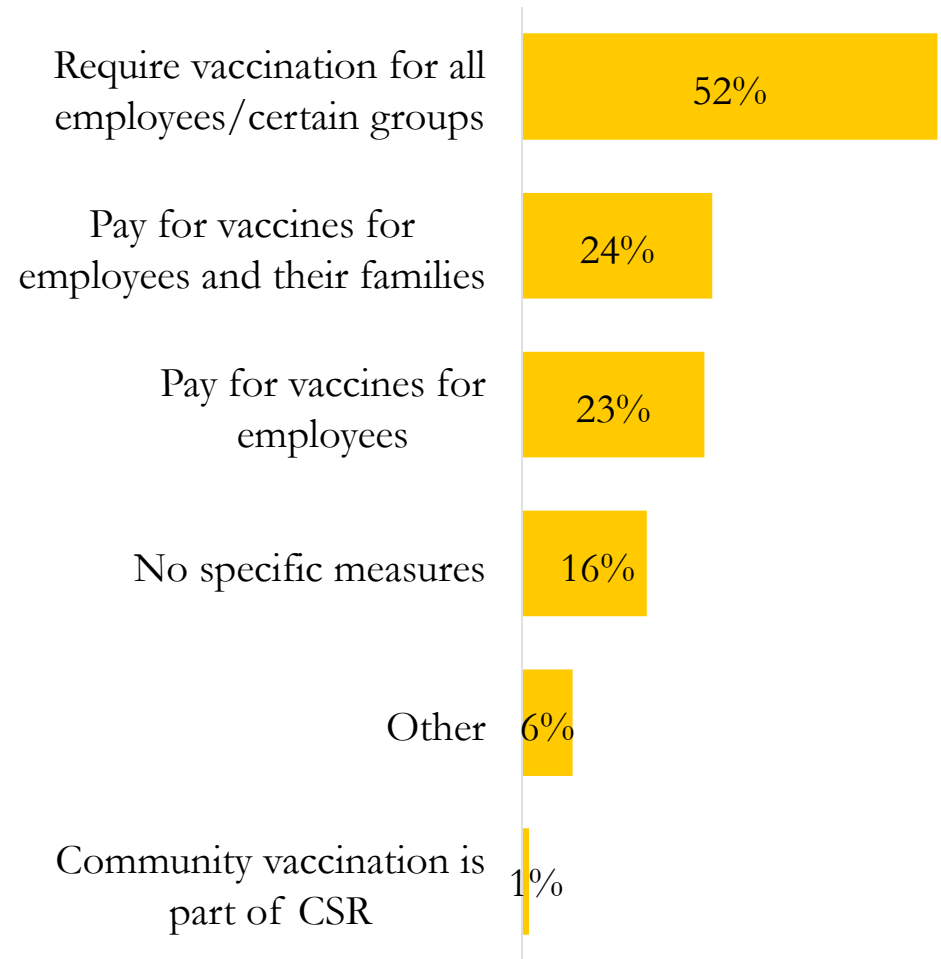 Require vaccination for all
employees/certain groups
52%
Pay for vaccines for
employees and their families
24%
Pay for vaccines for
employees
23%
No specific measures
16%
Other
6%
Community vaccination is
part of CSR
1%